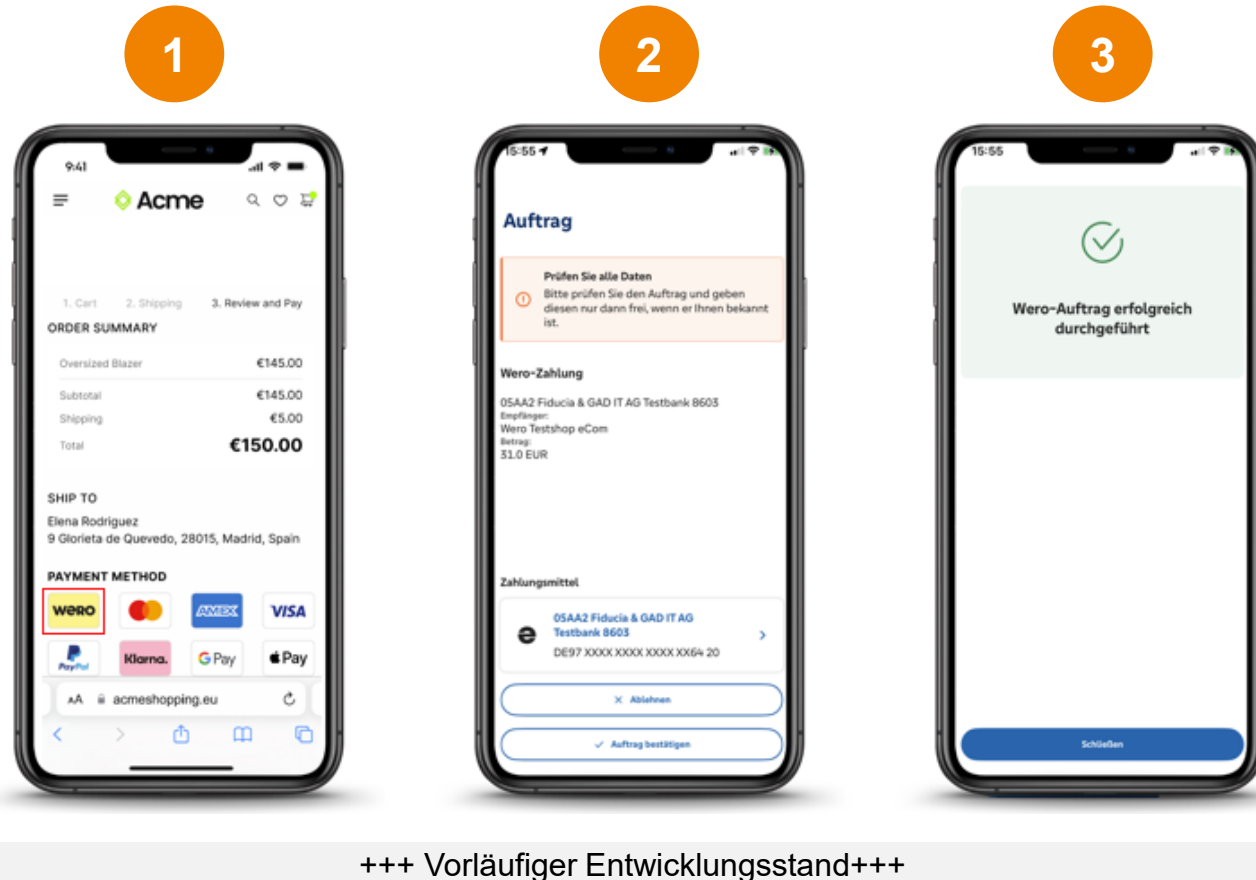 1
2
3
9:41
Acme
1. Cart 2. Shipping 3. Review and Pay
ORDER SUMMARY
Oversized Blazer €145.00
Subtotal €145.00
Shipping €5.00
Total €150.00
SHIP TO
Elena Rodriguez
9 Glorieta de Quevedo, 28015, Madrid, Spain
PAYMENT METHOD
wero AMEX VISA
PayPal Klarna. G Pay Pay
AA acmeshopping.eu
15:55
Auftrag
Prüfen Sie alle Daten
Bitte prüfen Sie den Auftrag und geben
diesen nur dann frei, wenn er Ihnen bekannt
ist.
Wero-Zahlung
05AA2 Fiducia & GAD IT AG Testbank 8603
Empfänger:
Wero Testshop eCom
Betrag:
31.0 EUR
Zahlungsmittel
05AA2 Fiducia & GAD IT AG
Testbank 8603
DE97 XXXX XXXX XXXX XX64 20
Ablehnen
Auftrag bestätigen
15:55
Wero-Auftrag erfolgreich
durchgeführt
Schließen
+++ Vorläufiger Entwicklungsstand+++